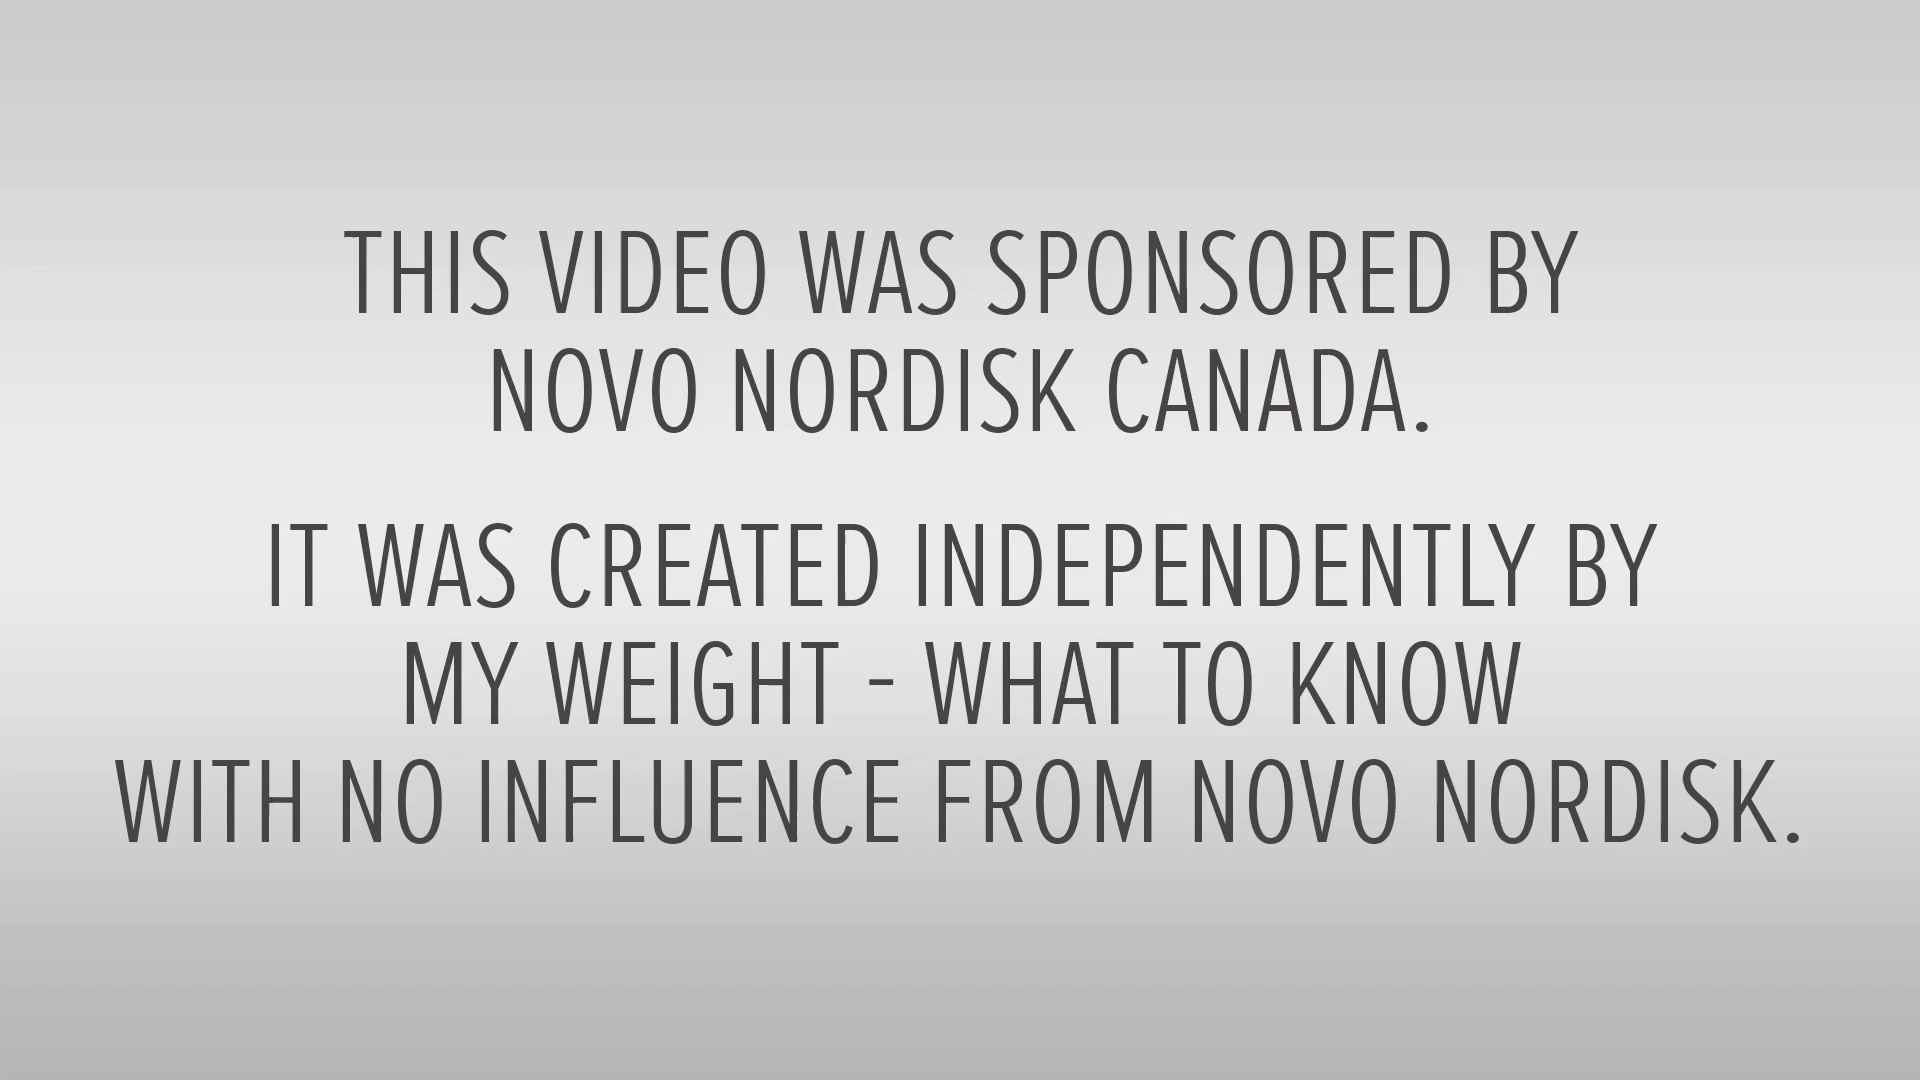 THIS VIDEO WAS SPONSORED BY
NOVO NORDISK CANADA.
IT WAS CREATED INDEPENDENTLY BY
MY WEIGHT - WHAT TO KNOW
WITH NO INFLUENCE FROM NOVO NORDISK.